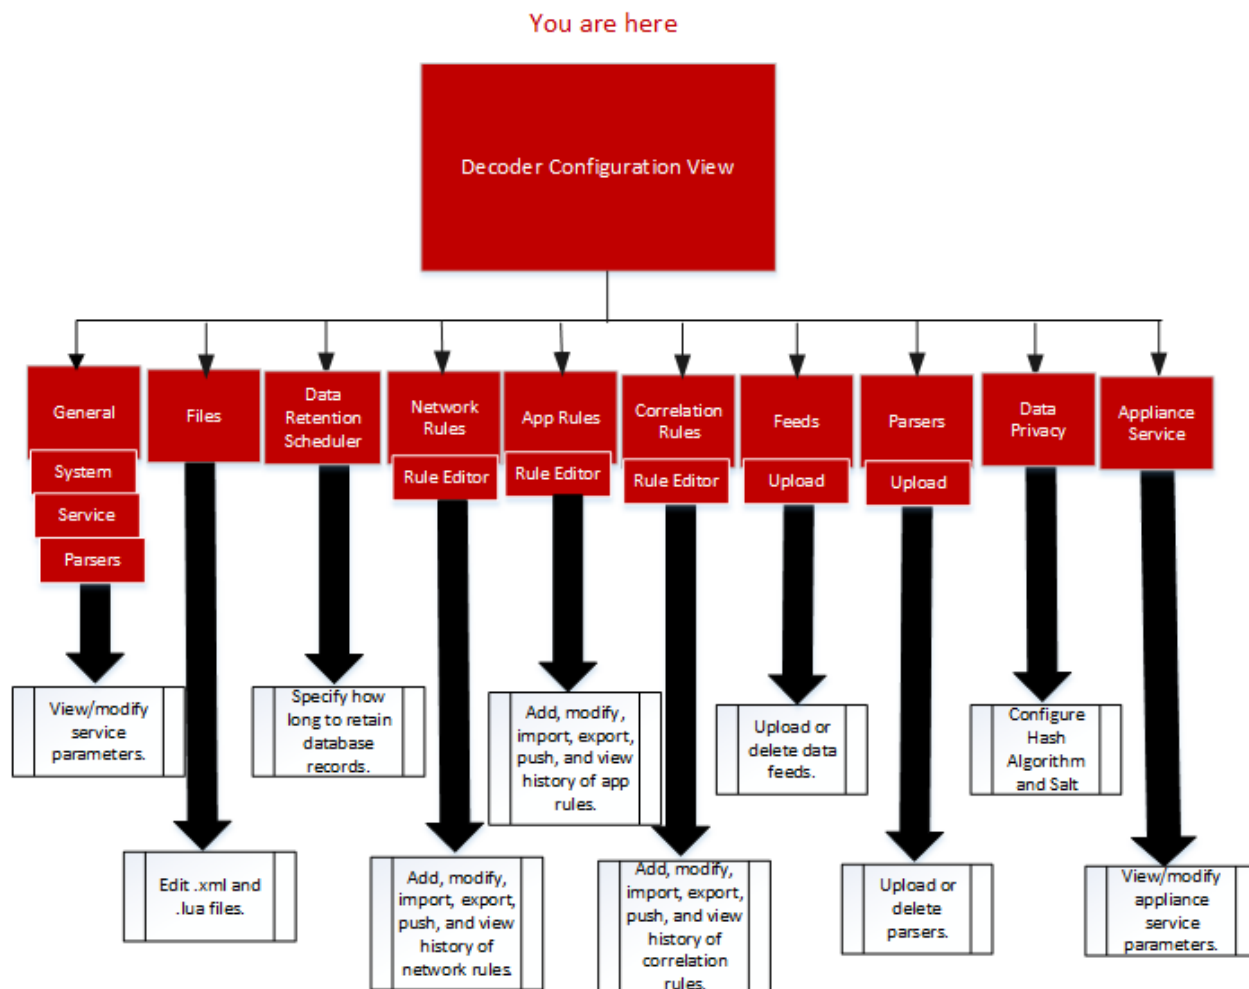 You are here
Decoder Configuration View
General
System
Service
Parsers
Files
Data
Retention
Scheduler
Network
Rules
Rule Editor
App Rules
Rule Editor
Correlation
Rules
Rule Editor
Feeds
Upload
Parsers
Upload
Data
Privacy
Appliance
Service
View/modify
service
parameters.
Edit .xml and
.lua files.
Specify how
long to retain
database
records.
Add, modify,
import, export,
push, and view
history of
network rules.
Add, modify,
import, export,
push, and view
history of app
rules.
Add, modify,
import, export,
push, and view
history of
correlation
rules.
Upload or
delete data
feeds.
Upload or
delete
parsers.
Configure
Hash
Algorithm
and Salt
View/modify
appliance
service
parameters.